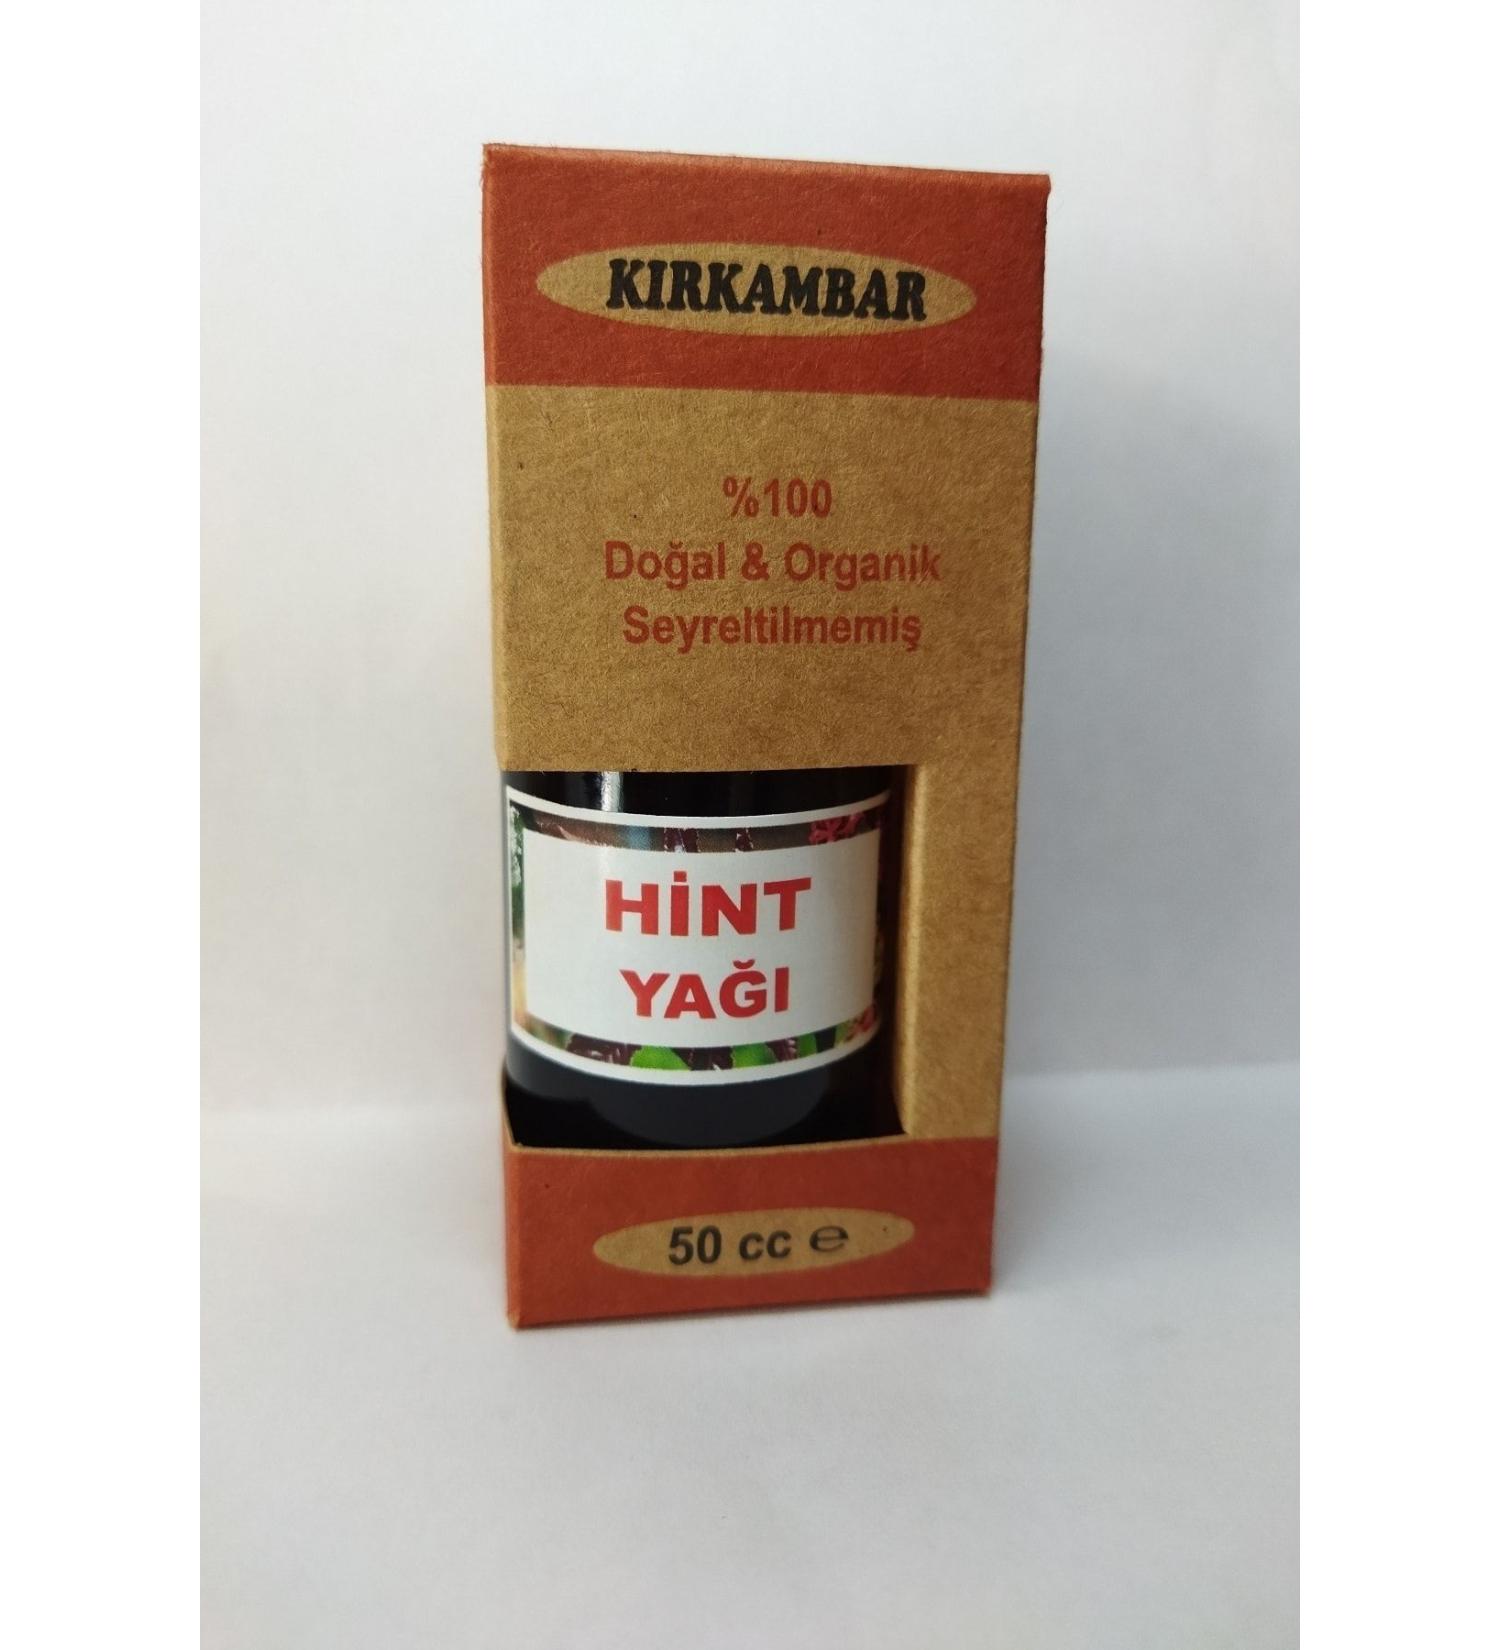 KIRKAMBAR
%100
Doğal & Organik
Seyreltilmemiş
HİNT
YAĞI
50 cc ℮